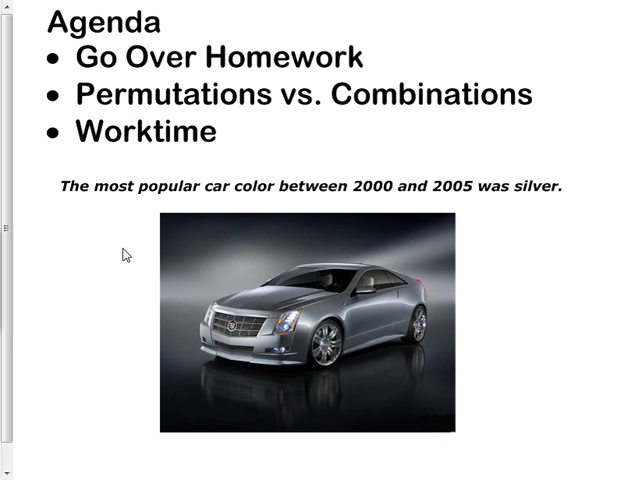 Agenda
• Go Over Homework
• Permutations vs. Combinations
• Worktime
The most popular car color between 2000 and 2005 was silver.